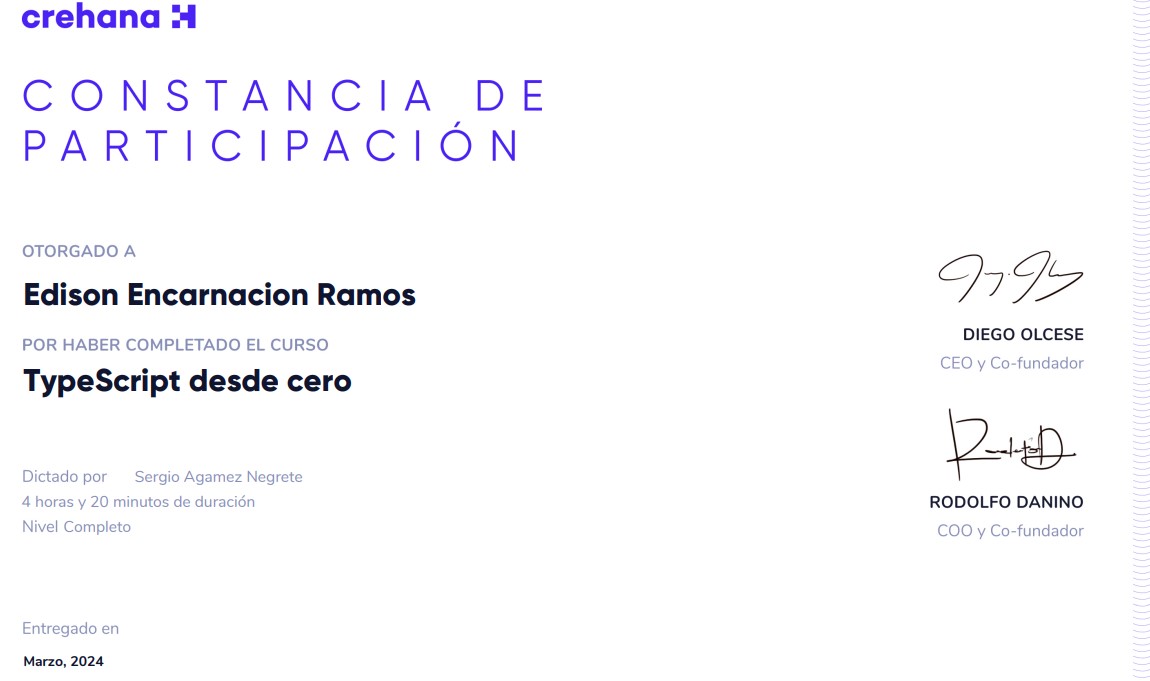 crehana
CONSTANCIA DE
PARTICIPACIÓN
OTORGADO A
Edison Encarnacion Ramos
POR HABER COMPLETADO EL CURSO
TypeScript desde cero
Dictado por Sergio Agamez Negrete
4 horas y 20 minutos de duración
Nivel Completo
Entregado en
Marzo, 2024
DIEGO OLCESE
CEO y Co-fundador
RODOLFO DANINO
COO y Co-fundador